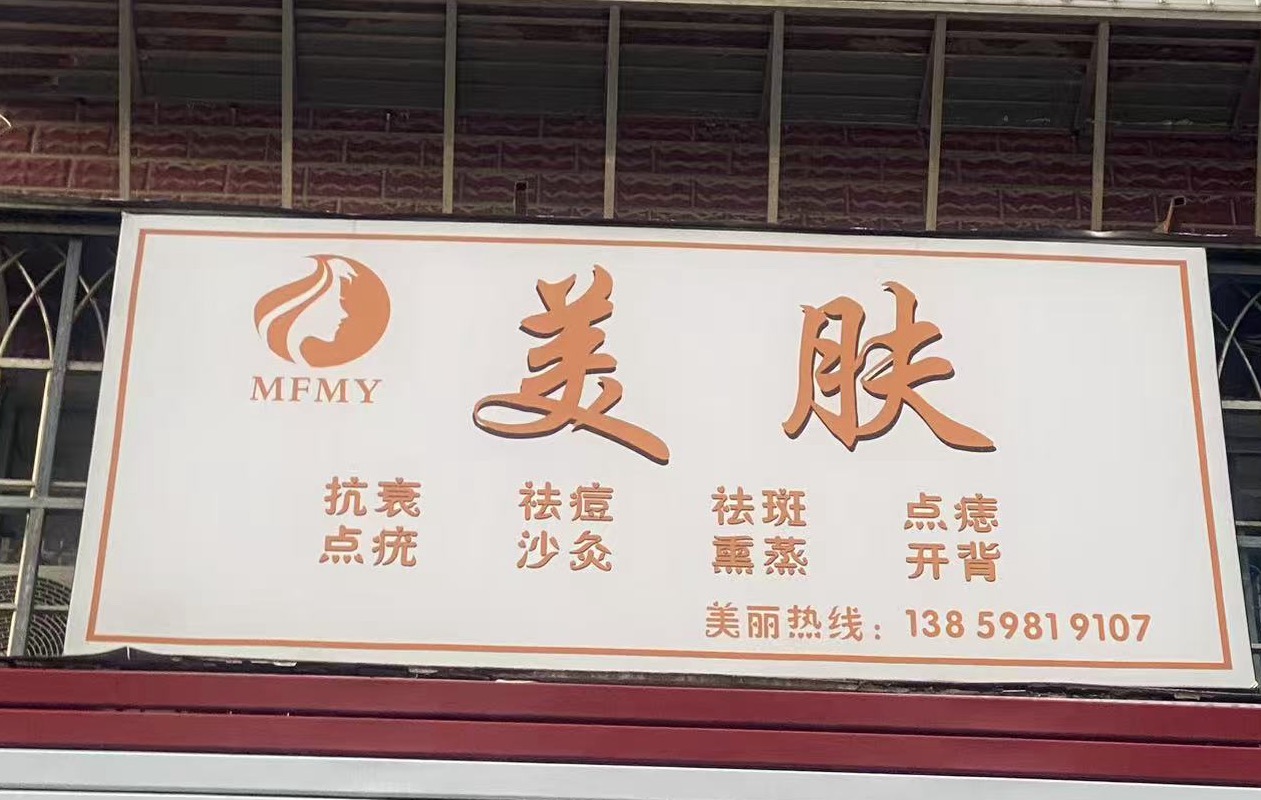 MFMY
美肤
抗衰 祛痘 祛斑 点痣
点疣 沙灸 熏蒸 开背
美丽热线：138 5981 9107